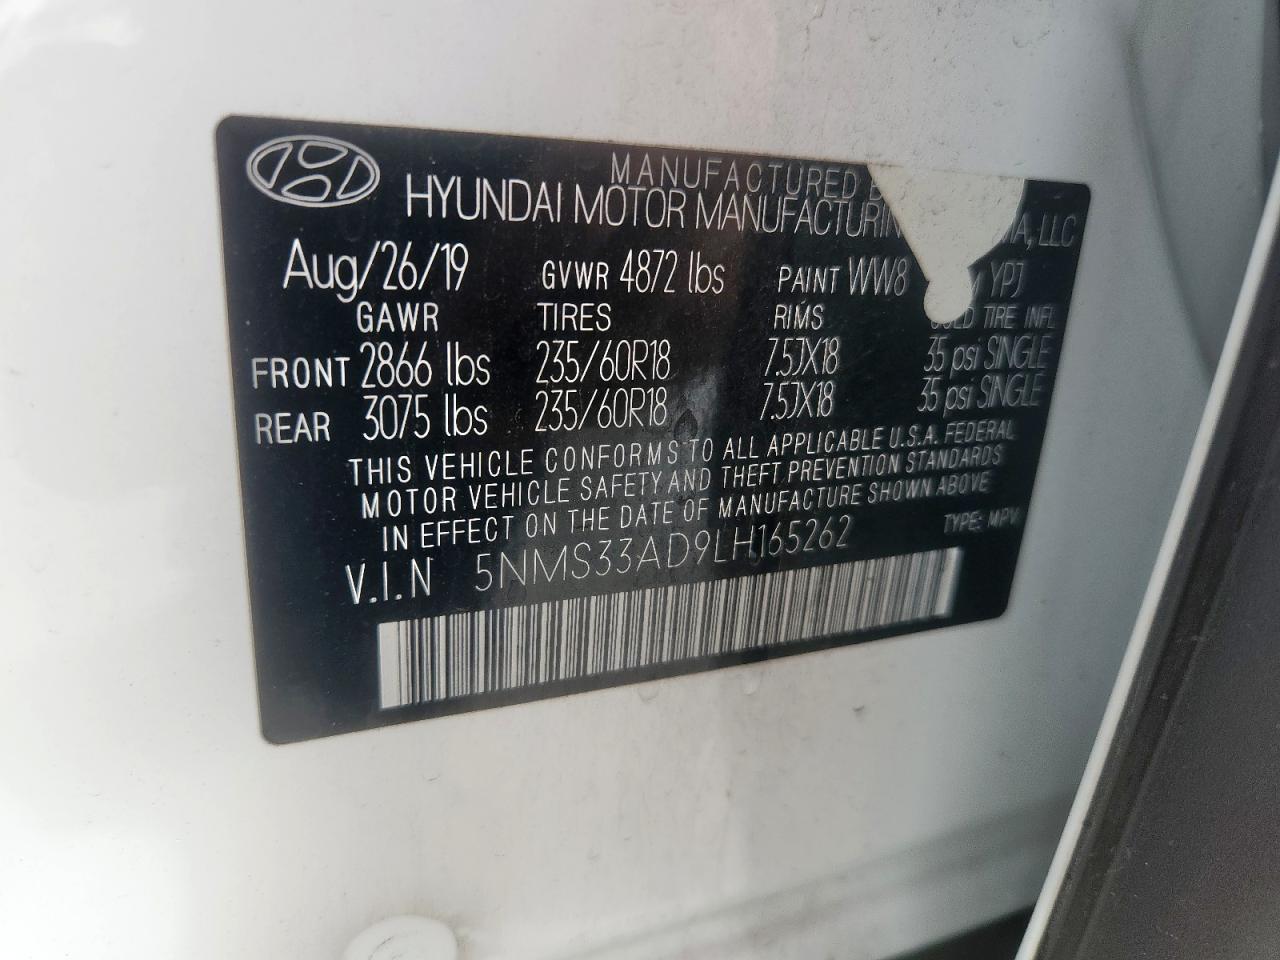 MANUFACTURED
HYUNDAI MOTOR MANUFACTURIN
Aug/26/19 GVWR 4872 lbs PAINT WW8 YPJ
GAWR TIRES RIMS COLD TIRE INFL
FRONT 2866 lbs 235/60R18 7.5JX18 35 psi SINGLE
REAR 3075 lbs 235/60R18 7.5JX18 35 psi SINGLE
THIS VEHICLE CONFORMS TO ALL APPLICABLE U.S.A. FEDERAL
MOTOR VEHICLE SAFETY AND THEFT PREVENTION STANDARDS
IN EFFECT ON THE DATE OF MANUFACTURE SHOWN ABOVE
V.I.N 5NMS33AD9LH165262 TYPE: MPV